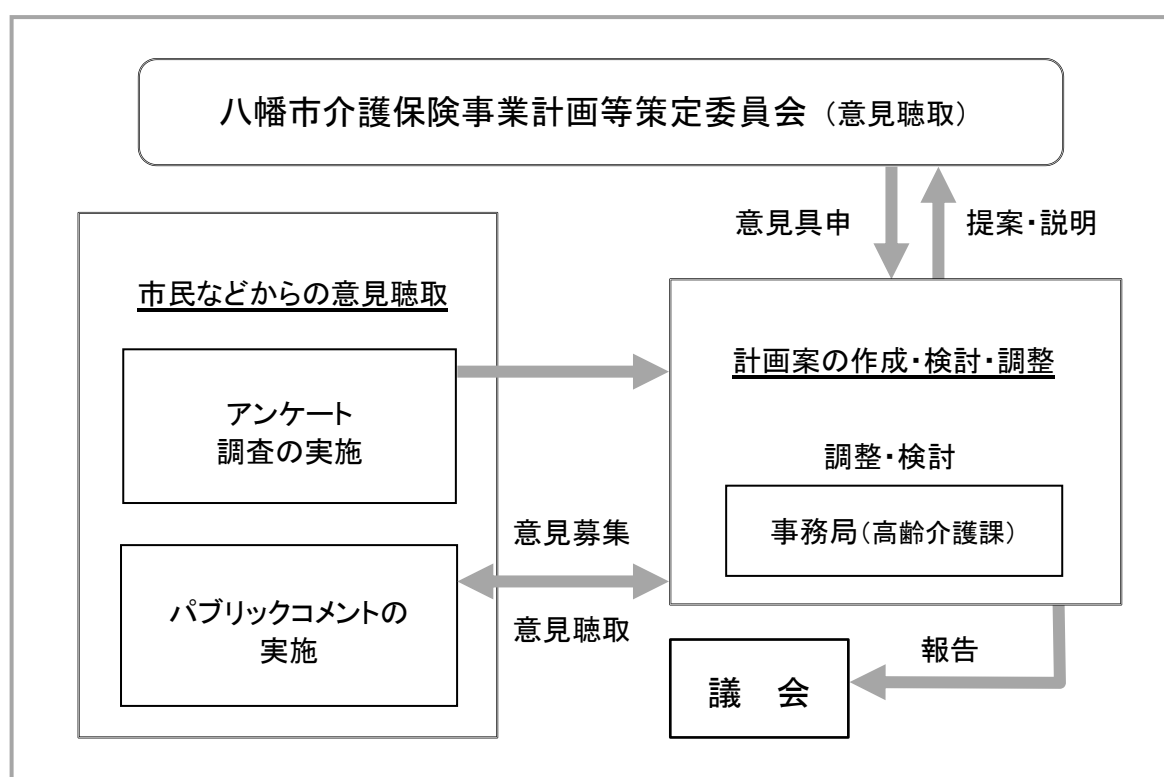 八幡市介護保険事業計画等策定委員会（意見聴取）
意見具申
提案・説明
市民などからの意見聴取
アンケート
調査の実施
計画案の作成・検討・調整
調整・検討
事務局（高齢介護課）
意見募集
パブリックコメントの
実施
意見聴取
報告
議　会